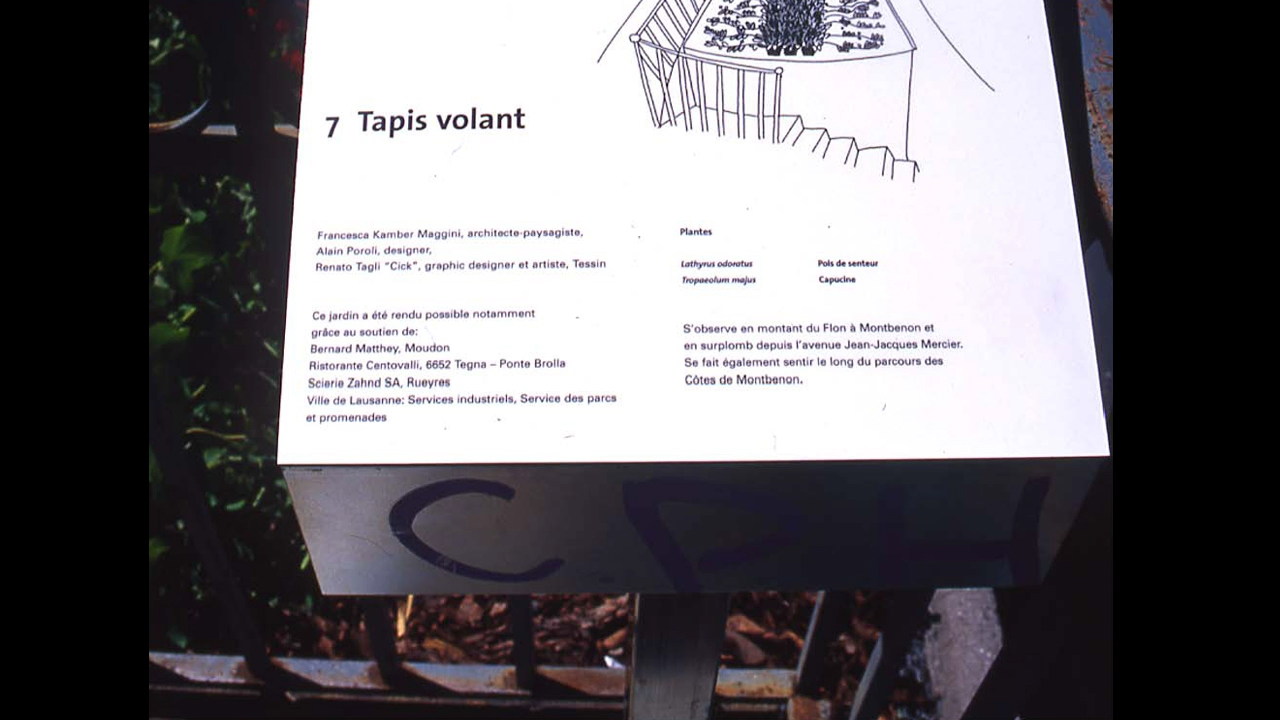 7 Tapis volant
Francesca Kamber Maggini, architecte-paysagiste,
Alain Poroli, designer,
Renato Tagli "Cick", graphic designer et artiste, Tessin
Ce jardin a été rendu possible notamment
grâce au soutien de:
Bernard Matthey, Moudon
Ristorante Centovalli, 6652 Tegna – Ponte Brolla
Scierie Zahnd SA, Rueyres
Ville de Lausanne: Services industriels, Service des parcs
et promenades
Plantes
Lathyrus odoratus Pois de senteur
Tropaeolum majus Capucine
S'observe en montant du Flon à Montbenon et
en surplomb depuis l'avenue Jean-Jacques Mercier.
Se fait également sentir le long du parcours des
Côtes de Montbenon.